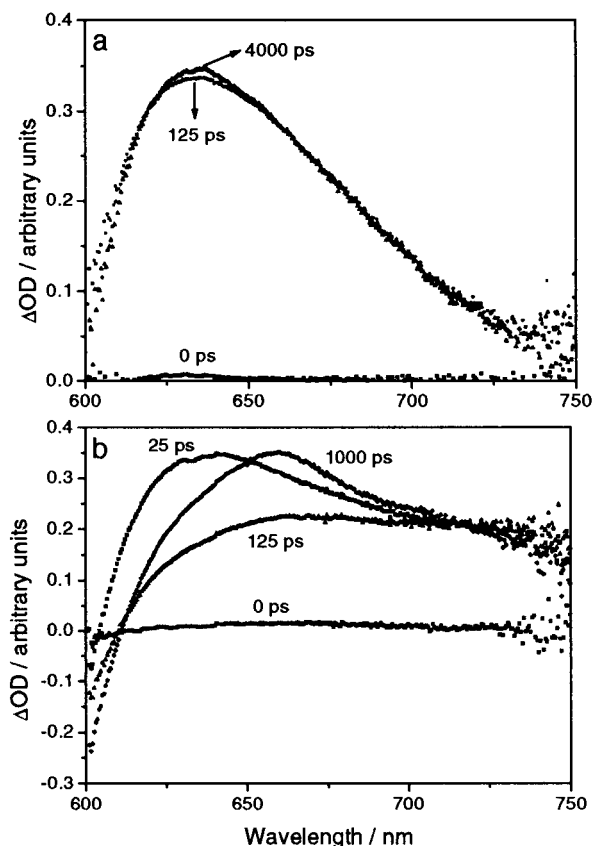 a
4000 ps
125 ps
0 ps
ΔOD / arbitrary units
0.4
0.3
0.2
0.1
0.0
600
650
700
750
b
25 ps
1000 ps
125 ps
0 ps
ΔOD / arbitrary units
0.4
0.3
0.2
0.1
0.0
-0.1
-0.2
-0.3
600
650
700
750
Wavelength / nm